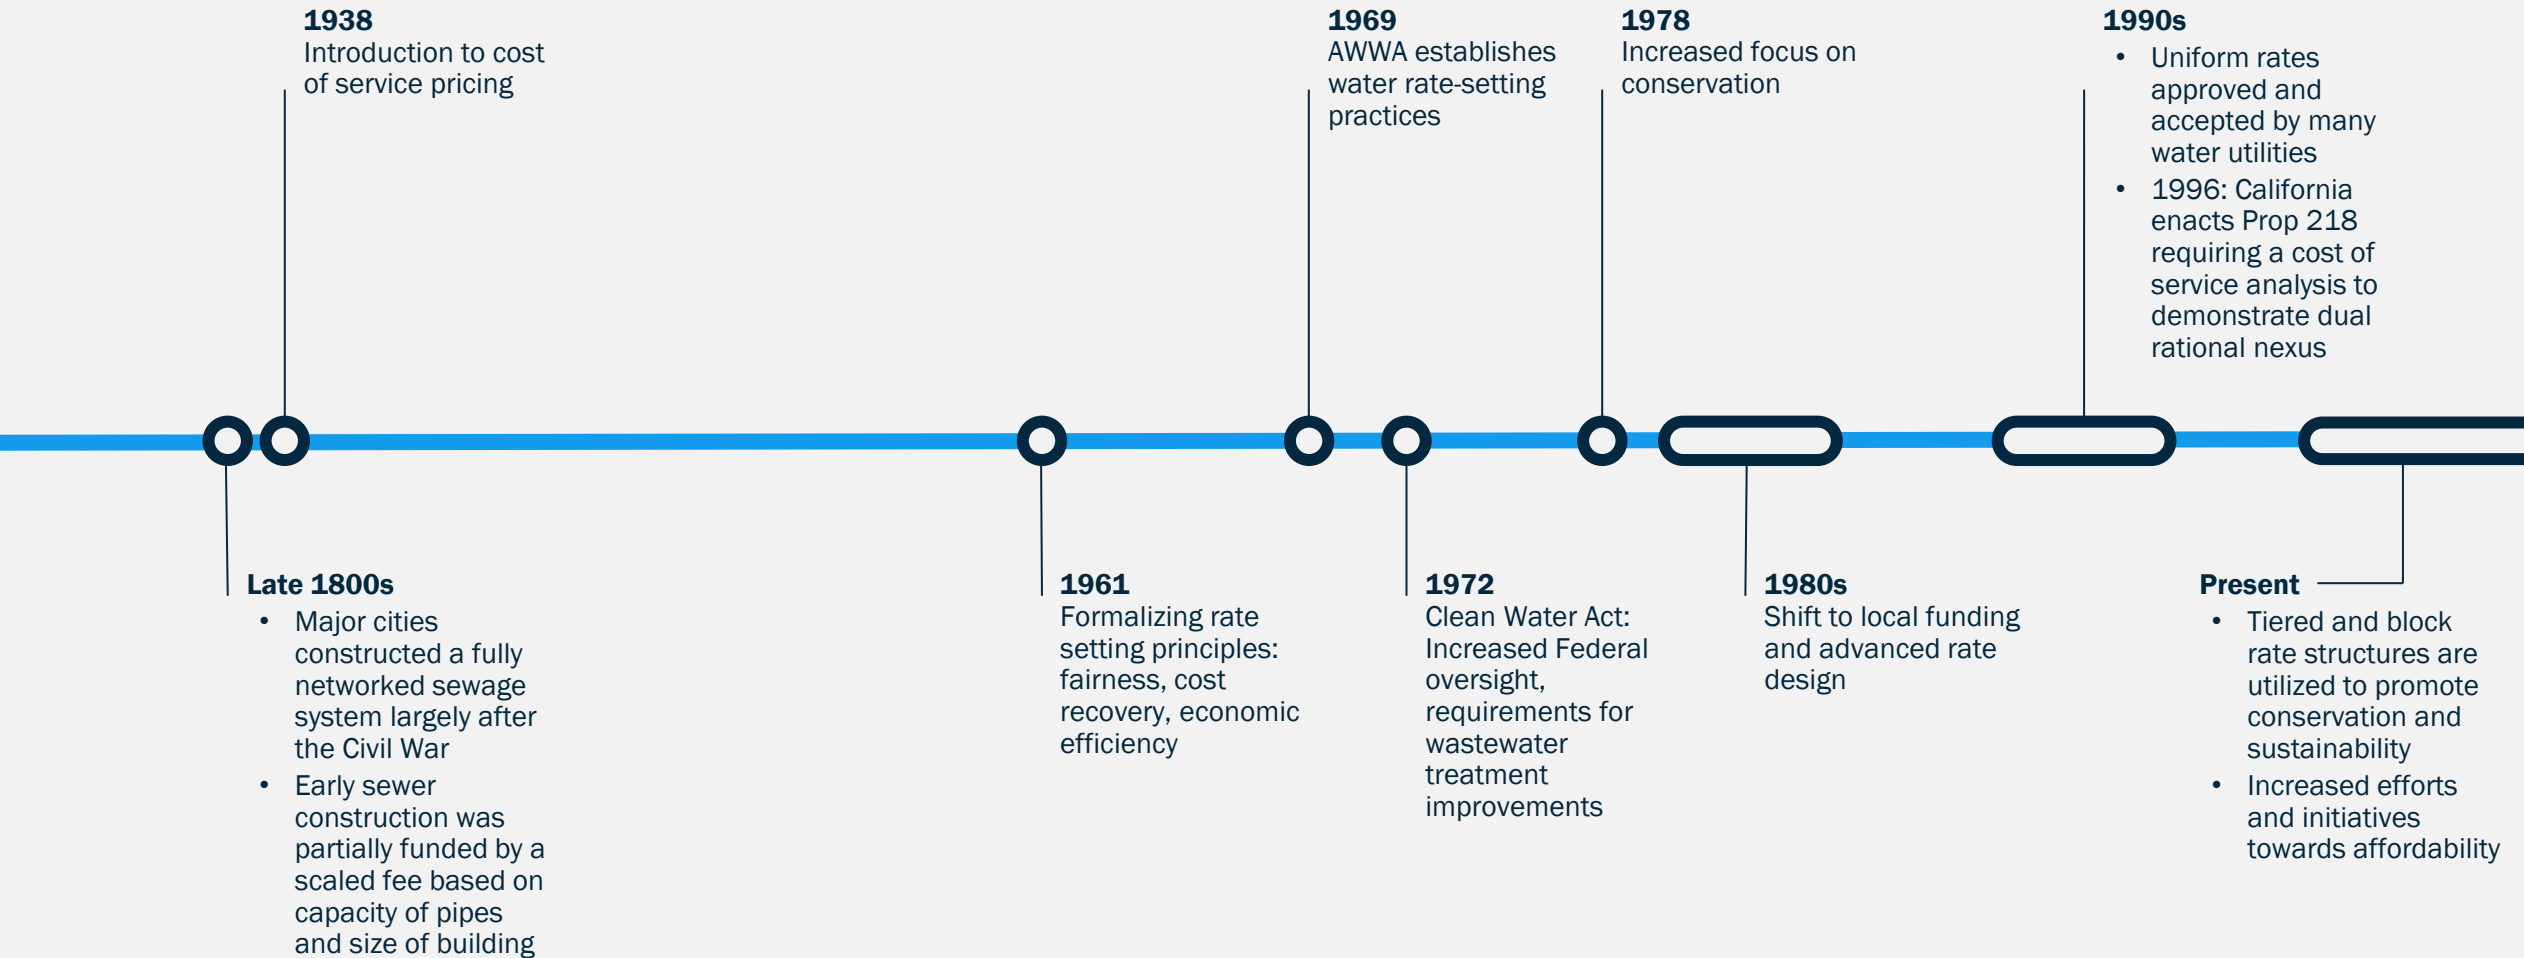 1938
Introduction to cost
of service pricing
1969
AWWA establishes
water rate-setting
practices
1978
Increased focus on
conservation
1990s
• Uniform rates
approved and
accepted by many
water utilities
• 1996: California
enacts Prop 218
requiring a cost of
service analysis to
demonstrate dual
rational nexus
Late 1800s
• Major cities
constructed a fully
networked sewage
system largely after
the Civil War
• Early sewer
construction was
partially funded by a
scaled fee based on
capacity of pipes
and size of building
1961
Formalizing rate
setting principles:
fairness, cost
recovery, economic
efficiency
1972
Clean Water Act:
Increased Federal
oversight,
requirements for
wastewater
treatment
improvements
1980s
Shift to local funding
and advanced rate
design
Present
• Tiered and block
rate structures are
utilized to promote
conservation and
sustainability
• Increased efforts
and initiatives
towards affordability